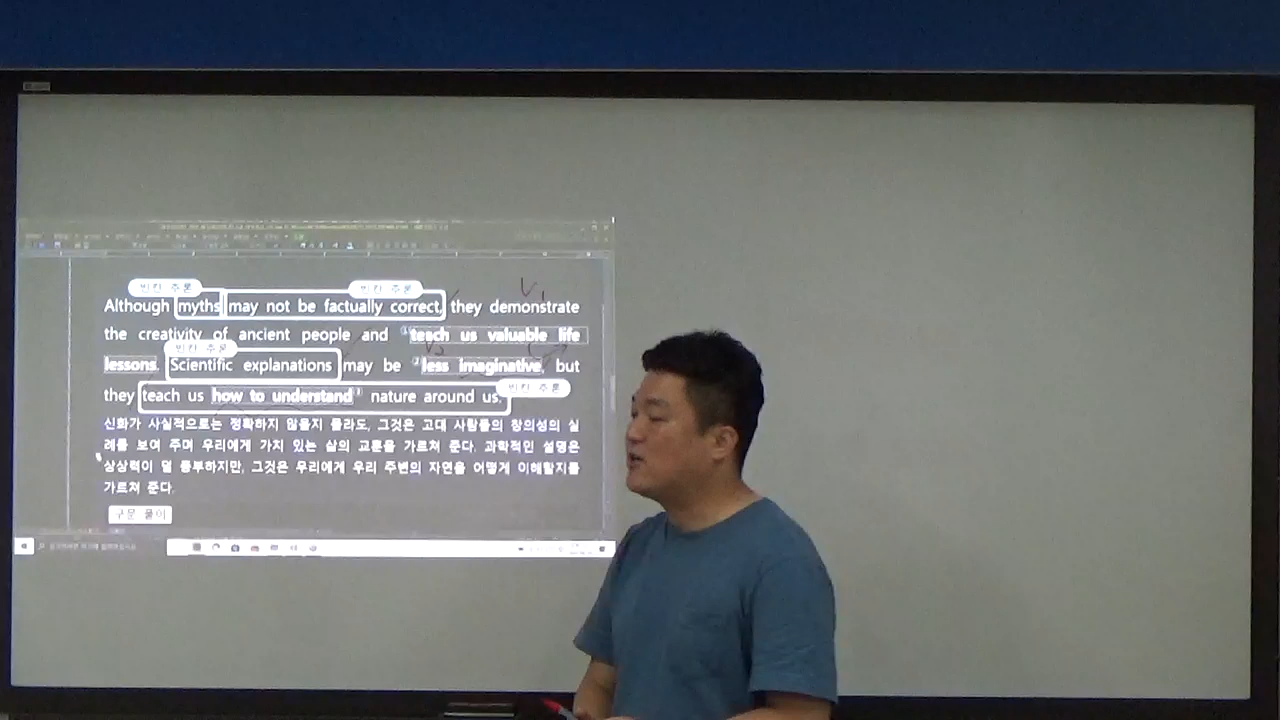 빈칸 추론 빈칸 추론
Although myths may not be factually correct, they demonstrate
the creativity of ancient people and ①teach us valuable life
빈칸 추론
lessons. Scientific explanations may be ②less imaginative, but
they teach us how to understand③ nature around us. 빈칸 추론
신화가 사실적으로는 정확하지 않을지 몰라도, 그것은 고대 사람들의 창의성의 실
례를 보여 주며 우리에게 가치 있는 삶의 교훈을 가르쳐 준다. 과학적인 설명은
상상력이 덜 풍부하지만, 그것은 우리에게 우리 주변의 자연을 어떻게 이해할지를
가르쳐 준다.
구문 풀이